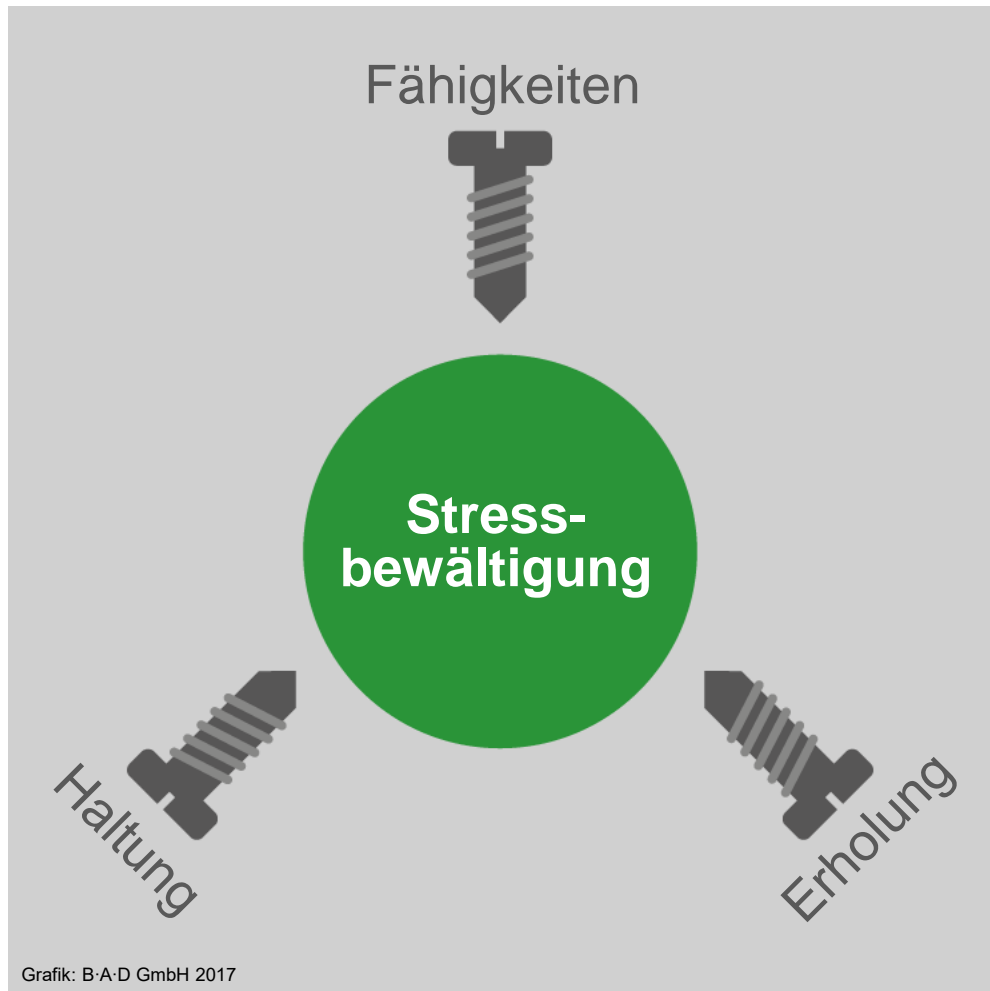 Fähigkeiten
Stress-
bewältigung
Haltung
Erholung
Grafik: B·A·D GmbH 2017